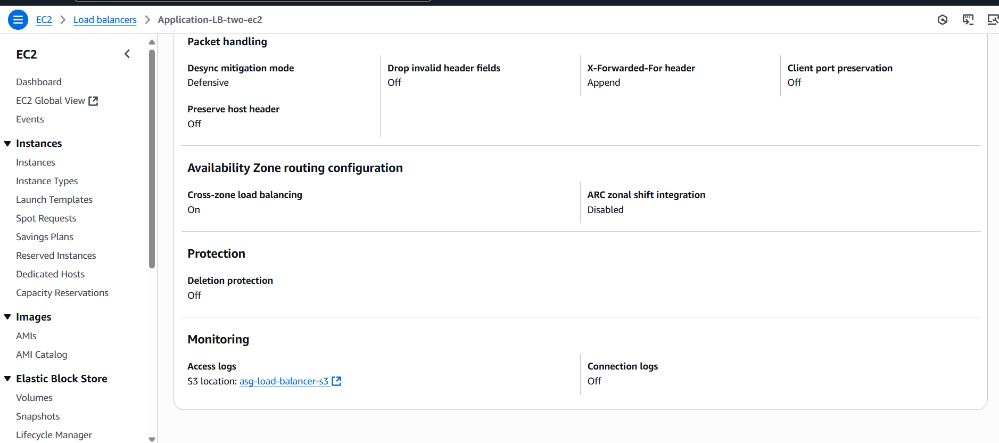 EC2
Load balancers
Application-LB-two-ec2
EC2
Dashboard
EC2 Global View
Events
Instances
Instances
Instance Types
Launch Templates
Spot Requests
Savings Plans
Reserved Instances
Dedicated Hosts
Capacity Reservations
Images
AMIs
AMI Catalog
Elastic Block Store
Volumes
Snapshots
Lifecycle Manager
Packet handling
Desync mitigation mode
Defensive
Drop invalid header fields
Off
X-Forwarded-For header
Append
Client port preservation
Off
Preserve host header
Off
Availability Zone routing configuration
Cross-zone load balancing
On
ARC zonal shift integration
Disabled
Protection
Deletion protection
Off
Monitoring
Access logs
S3 location: asg-load-balancer-s3
Connection logs
Off